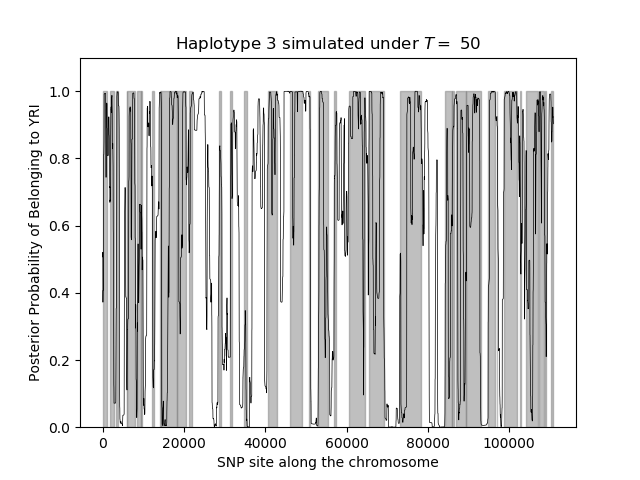 Haplotype 3 simulated under T = 50
Posterior Probability of Belonging to YRI
1.0
0.8
0.6
0.4
0.2
0.0
0 20000 40000 60000 80000 100000
SNP site along the chromosome